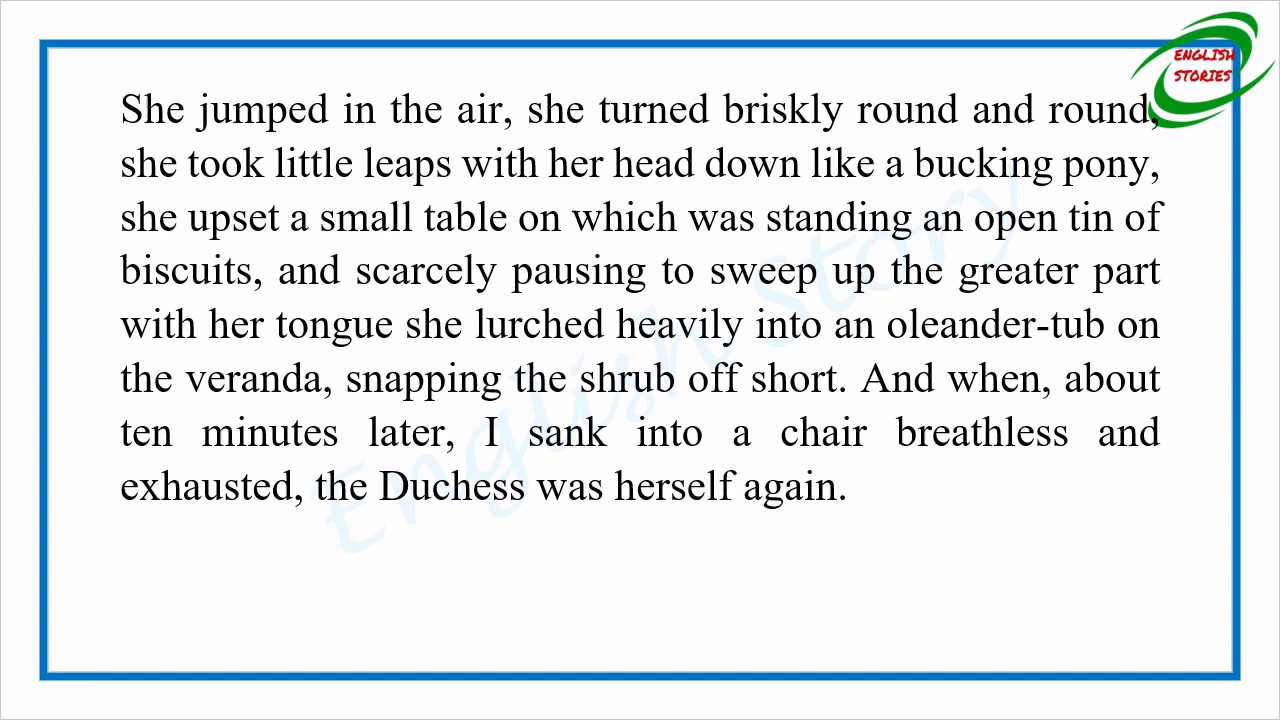 ENGLISH
STORIES
She jumped in the air, she turned briskly round and round,
she took little leaps with her head down like a bucking pony,
she upset a small table on which was standing an open tin of
biscuits, and scarcely pausing to sweep up the greater part
with her tongue she lurched heavily into an oleander-tub on
the veranda, snapping the shrub off short. And when, about
ten minutes later, I sank into a chair breathless and
exhausted, the Duchess was herself again.
English Story